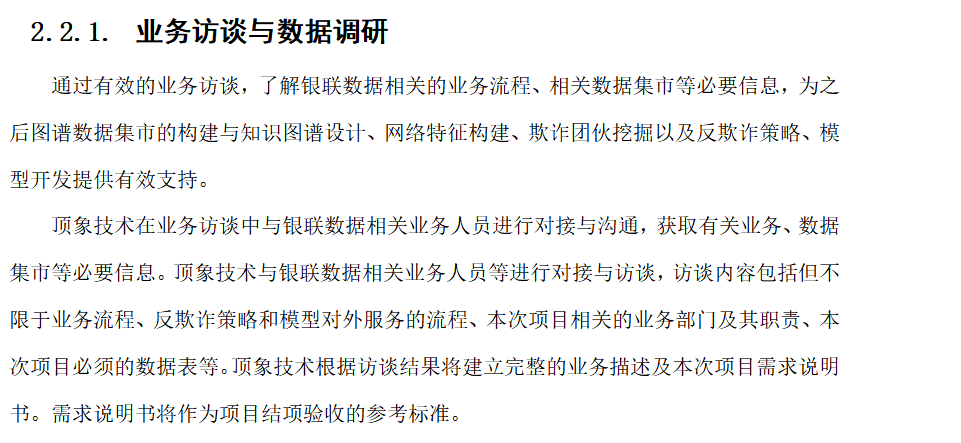 2.2.1. 业务访谈与数据调研
通过有效的业务访谈，了解银联数据相关的业务流程、相关数据集市等必要信息，为之
后图谱数据集市的构建与知识图谱设计、网络特征构建、欺诈团伙挖掘以及反欺诈策略、模
型开发提供有效支持。
顶象技术在业务访谈中与银联数据相关业务人员进行对接与沟通，获取有关业务、数据
集市等必要信息。顶象技术与银联数据相关业务人员等进行对接与访谈，访谈内容包括但不
限于业务流程、反欺诈策略和模型对外服务的流程、本次项目相关的业务部门及其职责、本
次项目必须的数据表等。顶象技术根据访谈结果将建立完整的业务描述及本次项目需求说明
书。需求说明书将作为项目结项验收的参考标准。